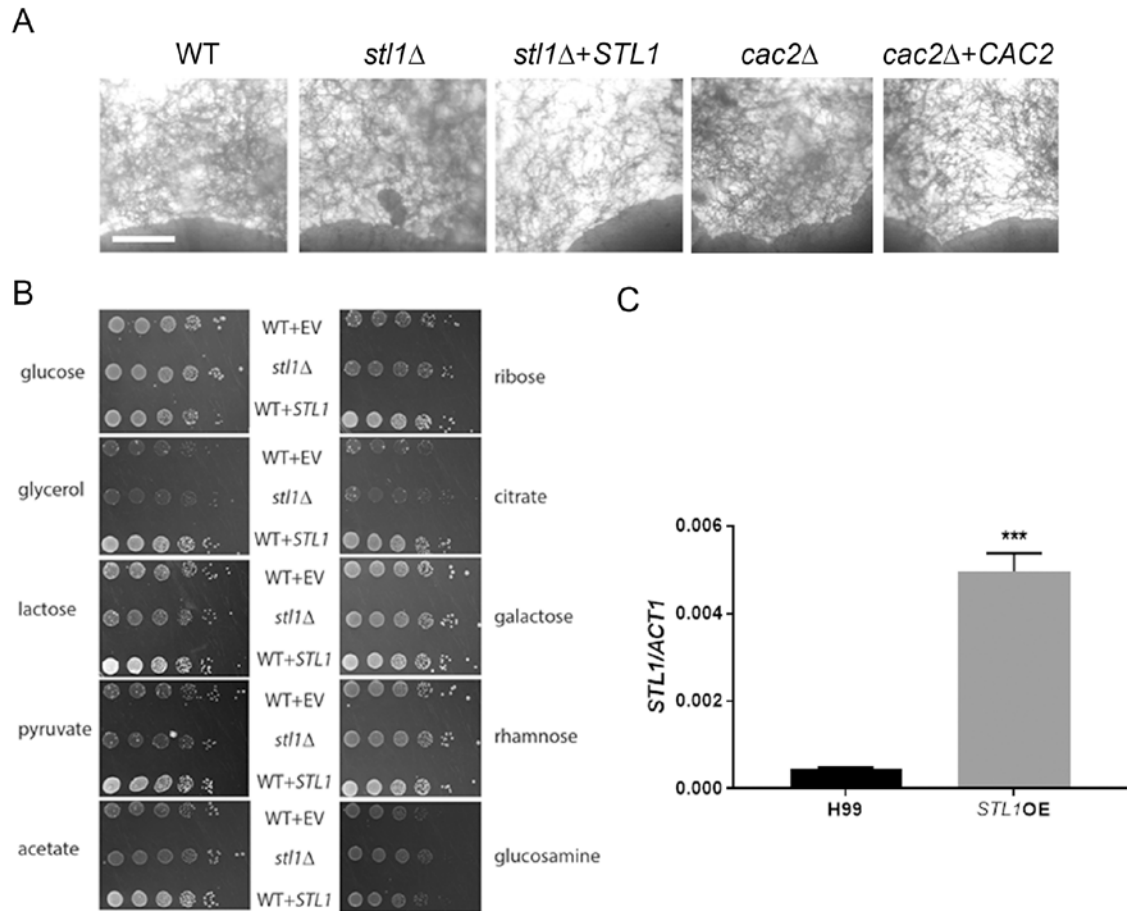 A
WT
stl1Δ
stl1Δ+STL1
cac2Δ
cac2Δ+CAC2
B
glucose
WT+EV
stl1Δ
WT+STL1
ribose
glycerol
WT+EV
stl1Δ
WT+STL1
citrate
lactose
WT+EV
stl1Δ
WT+STL1
galactose
pyruvate
WT+EV
stl1Δ
WT+STL1
rhamnose
acetate
WT+EV
stl1Δ
WT+STL1
glucosamine
C
STL1/ACT1
0.006
0.004
0.002
0.000
***
H99
STL1OE